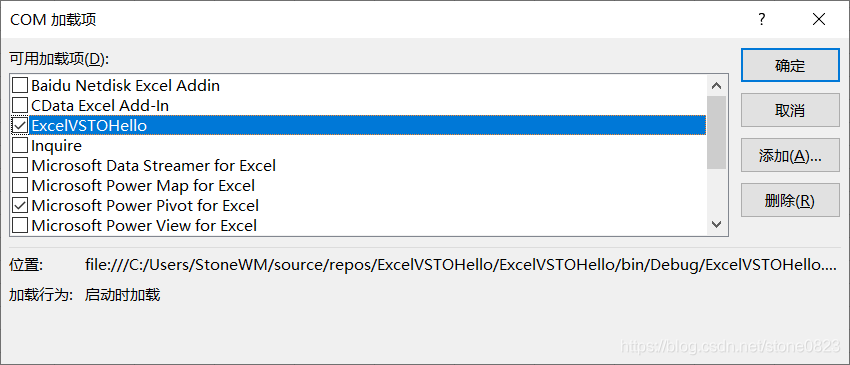 COM 加载项
可用加载项(D):
Baidu Netdisk Excel Addin
CData Excel Add-In
ExcelVSTOHello
Inquire
Microsoft Data Streamer for Excel
Microsoft Power Map for Excel
Microsoft Power Pivot for Excel
Microsoft Power View for Excel
确定
取消
添加(A)...
删除(R)
位置: file:///C:/Users/StoneWM/source/repos/ExcelVSTOHello/ExcelVSTOHello/bin/Debug/ExcelVSTOHello....
加载行为: 启动时加载
https://blog.csdn.net/stone0823